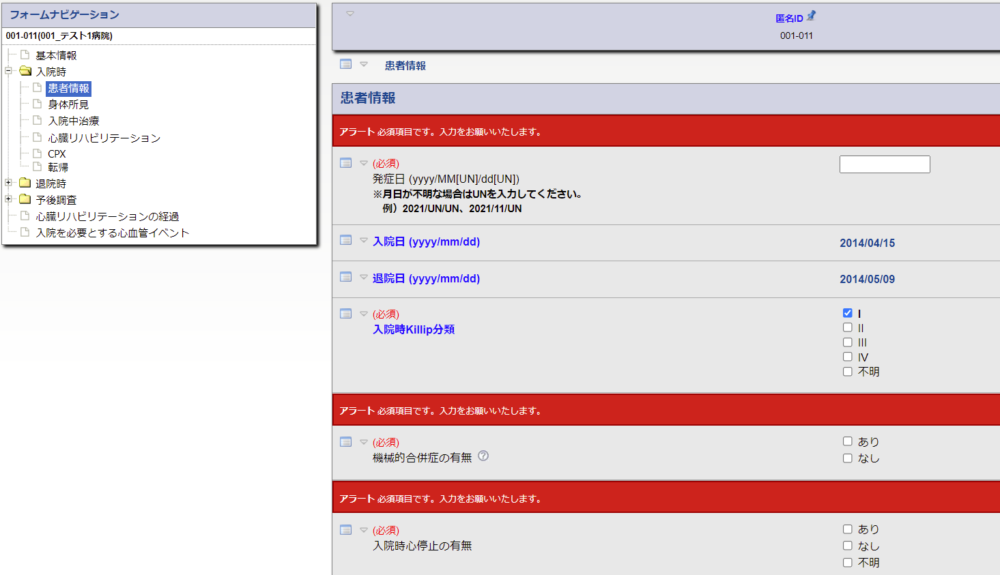 フォームナビゲーション
001-011(001_テスト1病院)
基本情報
入院時
患者情報
身体所見
入院中治療
心臓リハビリテーション
CPX
転帰
退院時
予後調査
心臓リハビリテーションの経過
入院を必要とする心血管イベント
匿名ID
001-011
患者情報
患者情報
アラート 必須項目です。入力をお願いいたします。
(必須)
発症日 (yyyy/MM[UN]/dd[UN])
※月日が不明な場合はUNを入力してください。
例）2021/UN/UN、2021/11/UN
入院日 (yyyy/mm/dd) 2014/04/15
退院日 (yyyy/mm/dd) 2014/05/09
(必須)
入院時Killip分類
I
II
III
IV
不明
アラート 必須項目です。入力をお願いいたします。
(必須)
機械的合併症の有無 ?
あり
なし
アラート 必須項目です。入力をお願いいたします。
(必須)
入院時心停止の有無
あり
なし
不明